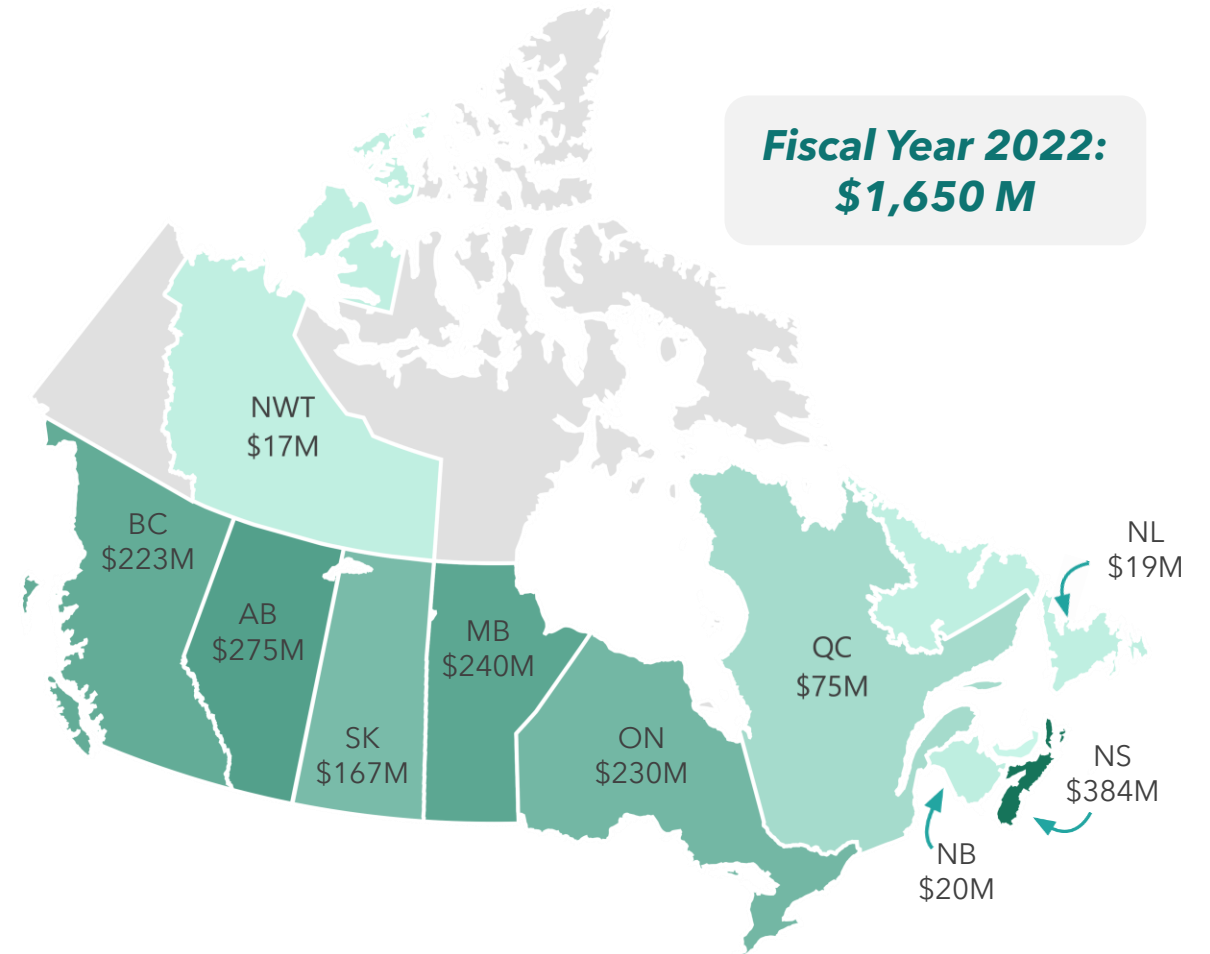 Fiscal Year 2022:
$1,650 M
NWT
$17M
BC
$223M
AB
$275M
SK
$167M
MB
$240M
ON
$230M
QC
$75M
NL
$19M
NS
$384M
NB
$20M